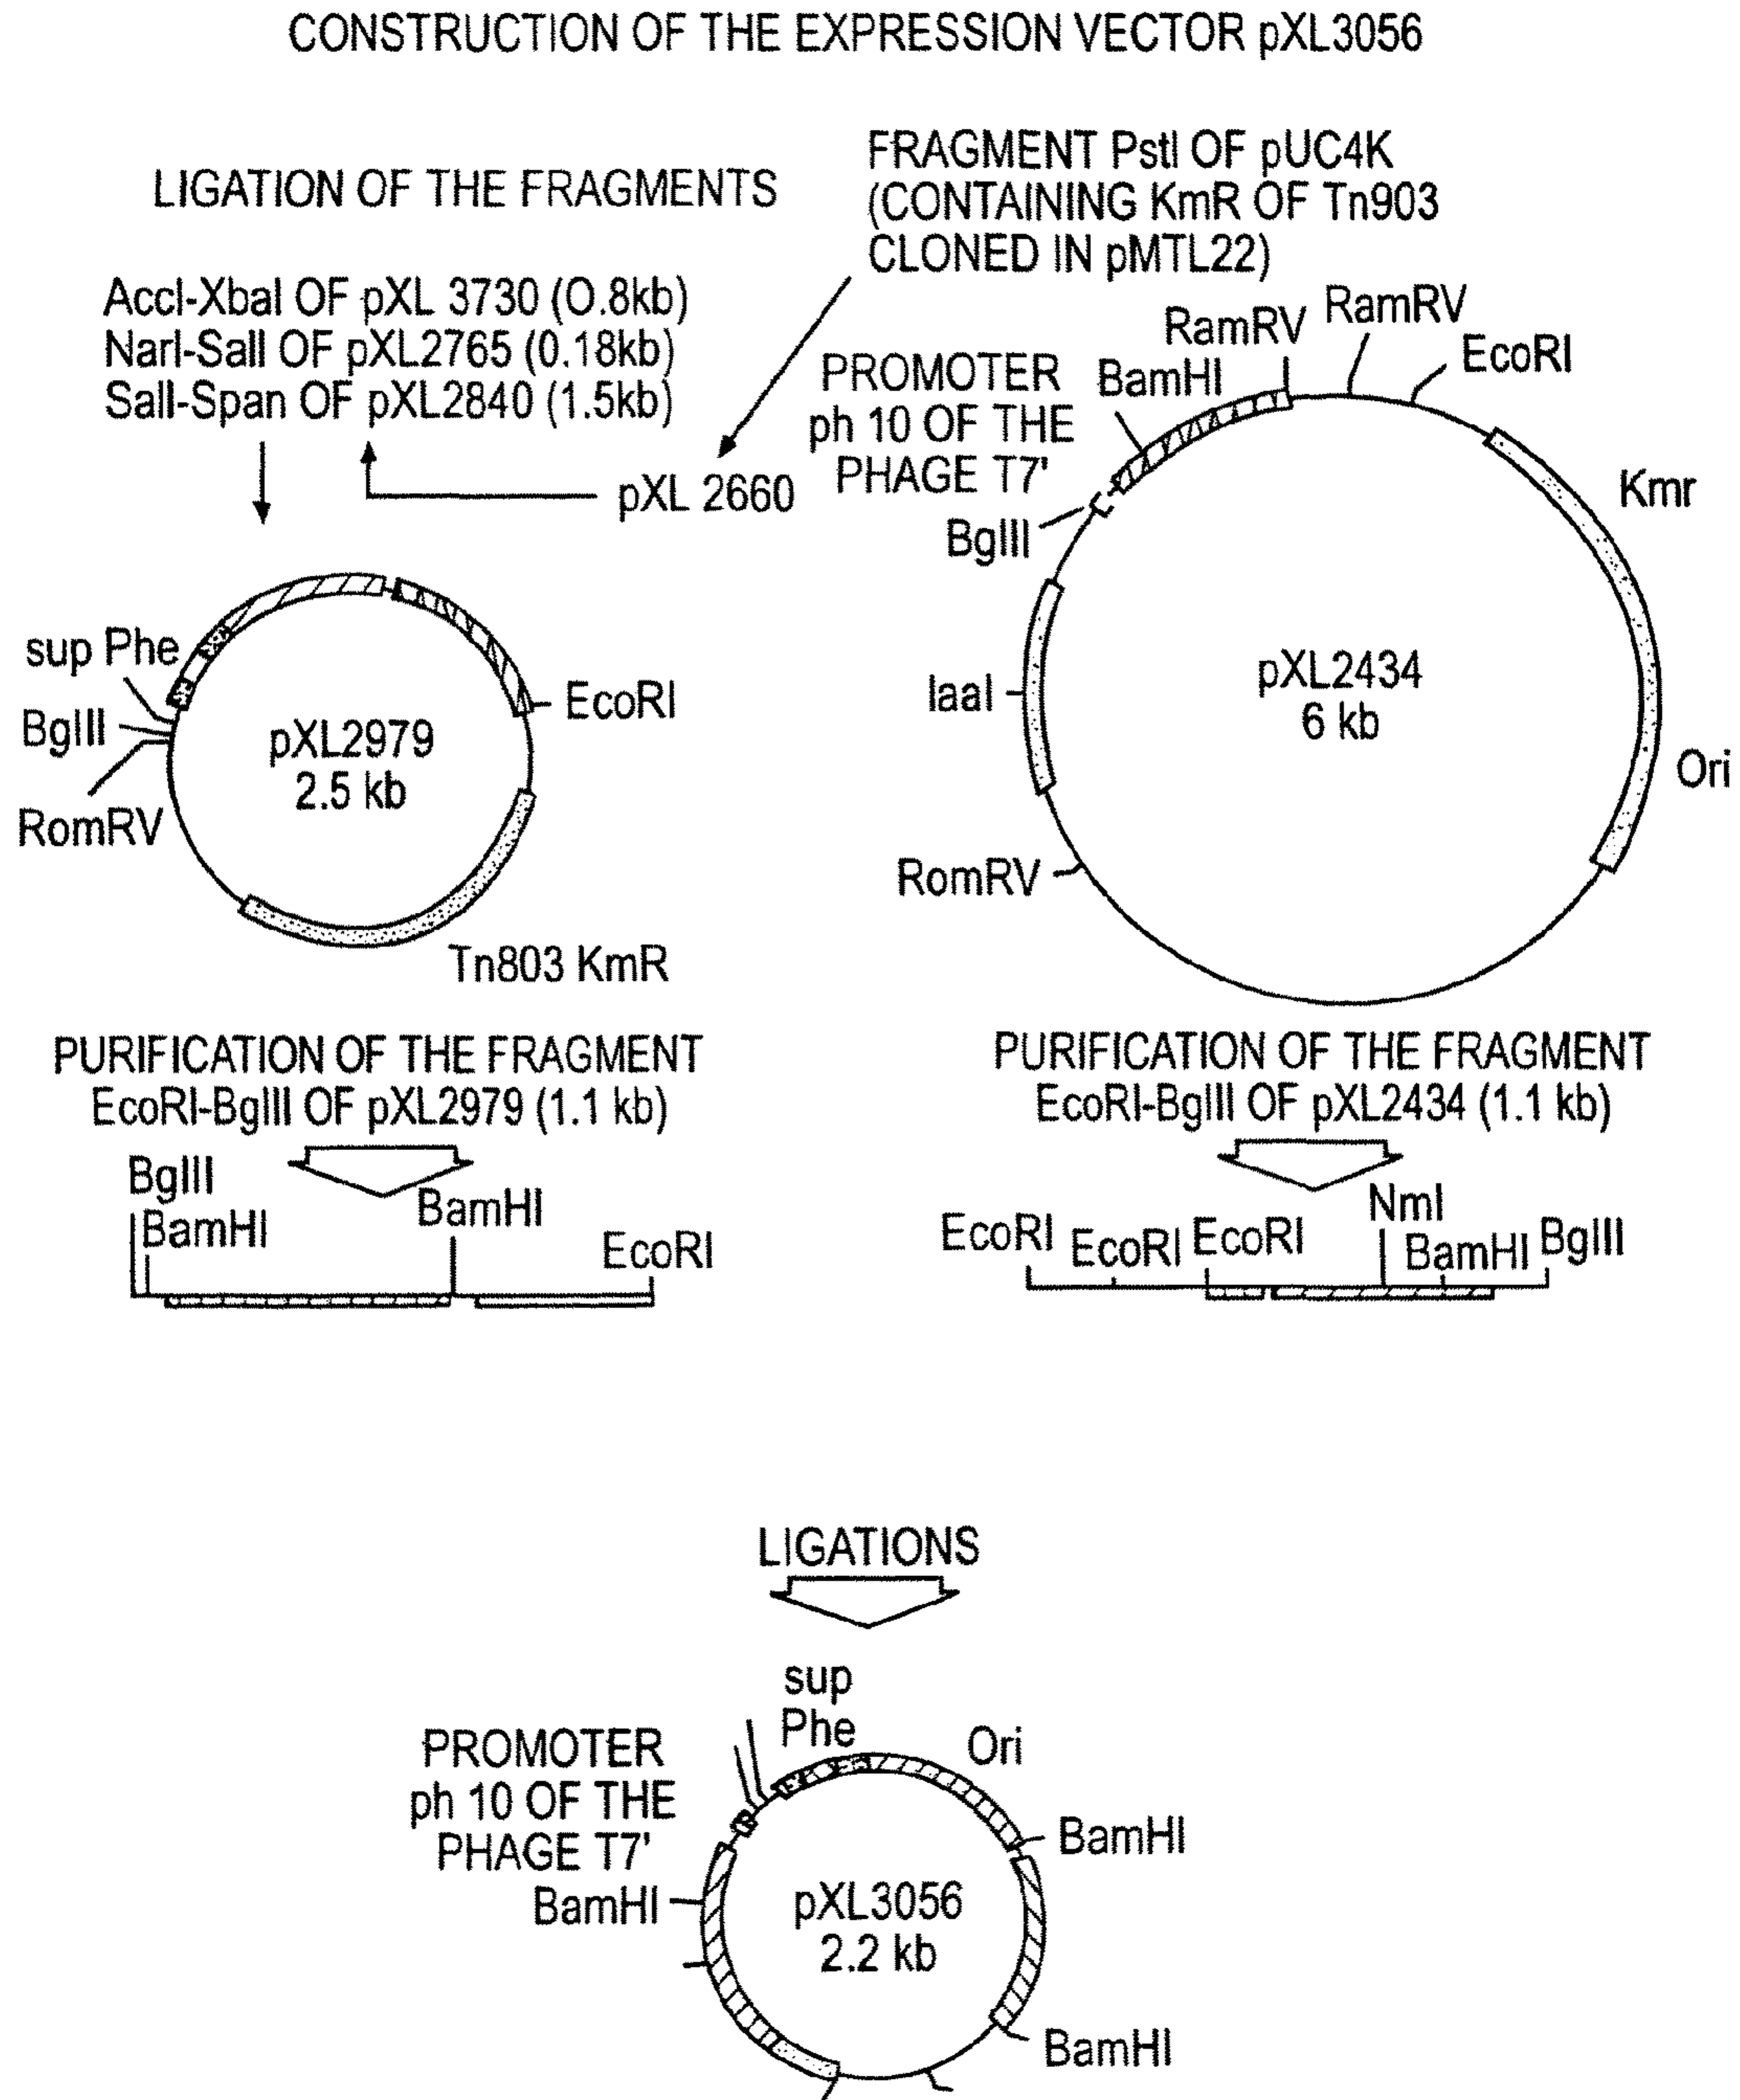 CONSTRUCTION OF THE EXPRESSION VECTOR pXL3056
LIGATION OF THE FRAGMENTS
FRAGMENT PstI OF pUC4K
(CONTAINING KmR OF Tn903
CLONED IN pMTL22)
AccI-XbaI OF pXL 3730 (0.8kb)
NarI-SalI OF pXL2765 (0.18kb)
SalI-Span OF pXL2840 (1.5kb)
pXL 2660
PROMOTER
ph 10 OF THE
PHAGE T7'
BglII
BamHI
RamRV
RamRV
EcoRI
Kmr
Ori
laaI
RomRV
pXL2434
6 kb
sup Phe
BglII
RomRV
EcoRI
pXL2979
2.5 kb
Tn803 KmR
PURIFICATION OF THE FRAGMENT
EcoRI-BglII OF pXL2979 (1.1 kb)
BglII
BamHI
BamHI
EcoRI
PURIFICATION OF THE FRAGMENT
EcoRI-BglII OF pXL2434 (1.1 kb)
EcoRI
EcoRI
EcoRI
NmI
BamHI
BglII
LIGATIONS
sup
Phe
Ori
PROMOTER
ph 10 OF THE
PHAGE T7'
BamHI
BamHI
pXL3056
2.2 kb
BamHI